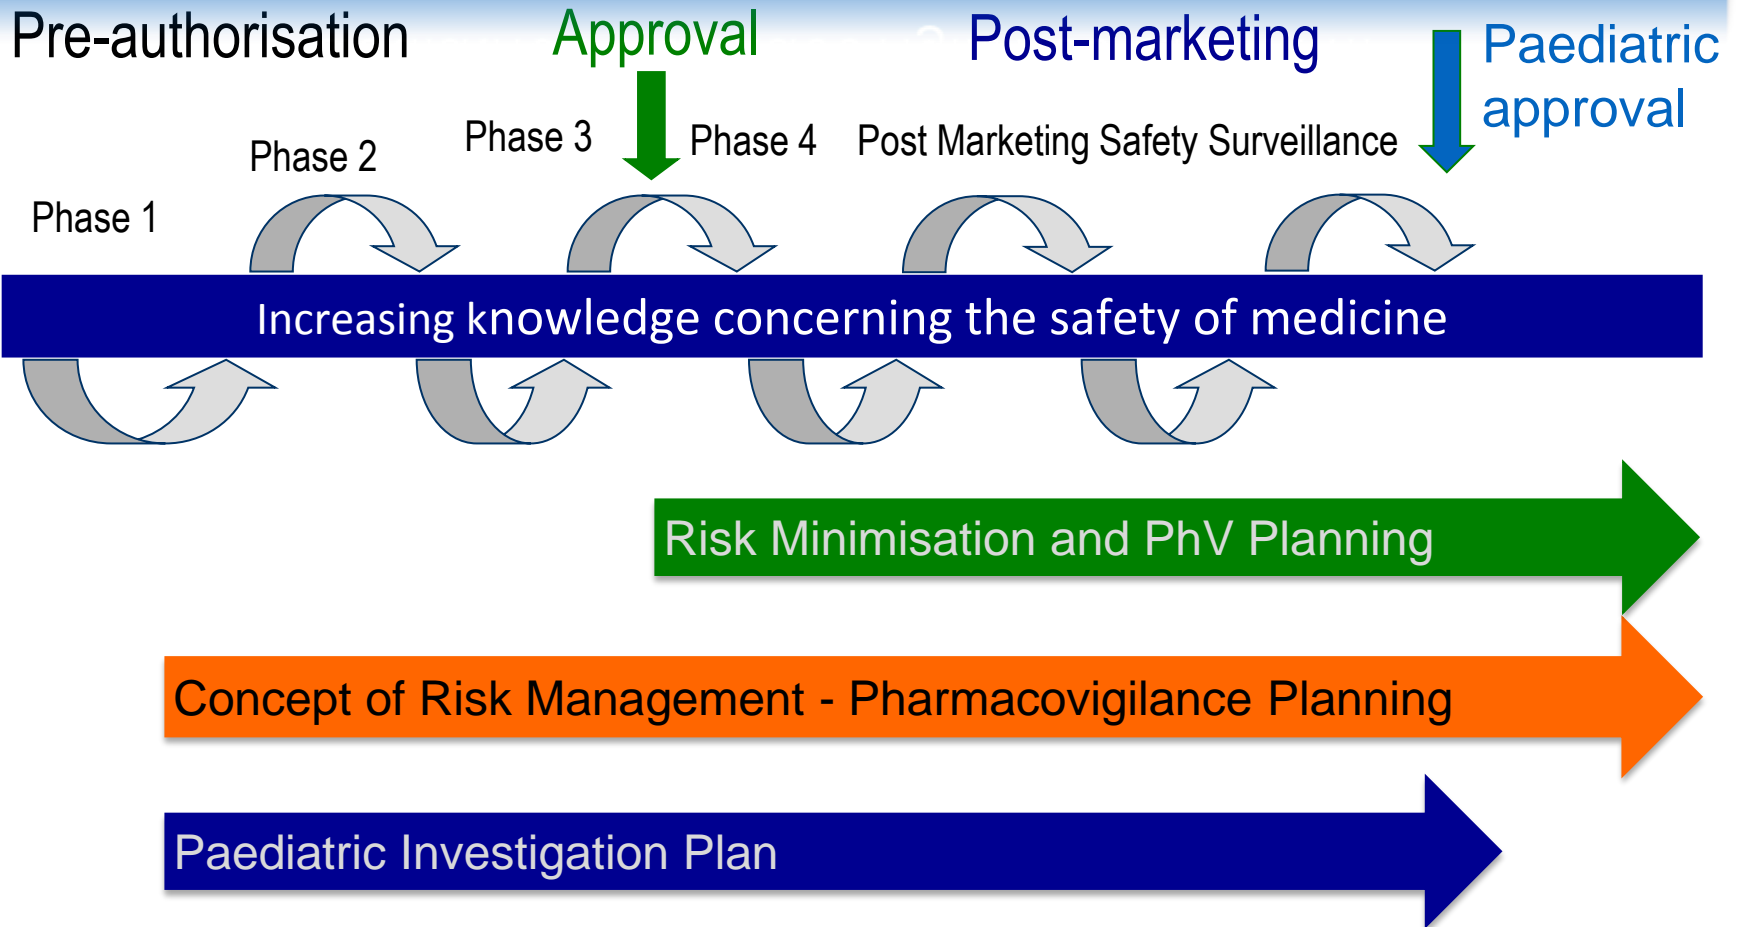 Pre-authorisation
Approval
Post-marketing
Paediatric
approval
Phase 1
Phase 2
Phase 3
Phase 4
Post Marketing Safety Surveillance
Increasing knowledge concerning the safety of medicine
Risk Minimisation and PhV Planning
Concept of Risk Management - Pharmacovigilance Planning
Paediatric Investigation Plan